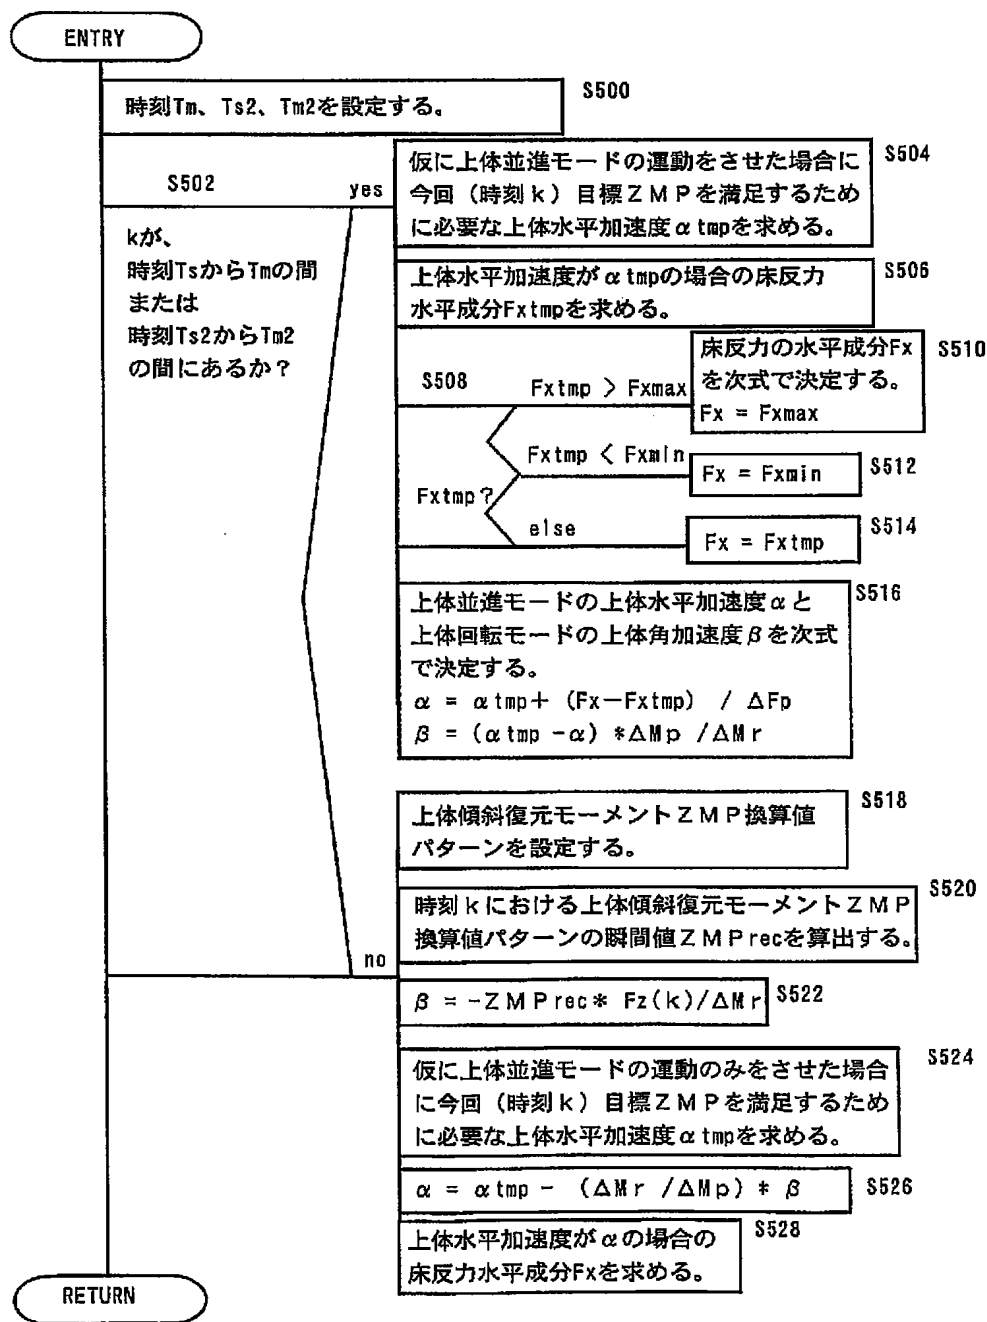 ENTRY
時刻Tm、Ts2、Tm2を設定する。
S500
S502
yes
kが、
時刻TsからTmの間
または
時刻Ts2からTm2
の間にあるか？
仮に上体並進モードの運動をさせた場合に
今回（時刻k）目標ZMPを満足するため
に必要な上体水平加速度αtmpを求める。
S504
上体水平加速度がαtmpの場合の床反力
水平成分Fxtmpを求める。
S506
S508
Fxtmp > Fxmax
床反力の水平成分Fx
を次式で決定する。
Fx = Fxmax
S510
Fxtmp < Fxmin
Fx = Fxmin
S512
Fxtmp？
else
Fx = Fxtmp
S514
上体並進モードの上体水平加速度αと
上体回転モードの上体角加速度βを次式
で決定する。
α = αtmp+ (Fx−Fxtmp) / ΔFp
β = (αtmp -α) *ΔMp /ΔMr
S516
上体傾斜復元モーメントZMP換算値
パターンを設定する。
S518
時刻kにおける上体傾斜復元モーメントZMP
換算値パターンの瞬間値ZMPrecを算出する。
S520
no
β = -ZMPrec* Fz(k)/ΔMr
S522
仮に上体並進モードの運動のみをさせた場合
に今回（時刻k）目標ZMPを満足するため
に必要な上体水平加速度αtmpを求める。
S524
α = αtmp - (ΔMr /ΔMp) * β
S526
上体水平加速度がαの場合の
床反力水平成分Fxを求める。
S528
RETURN